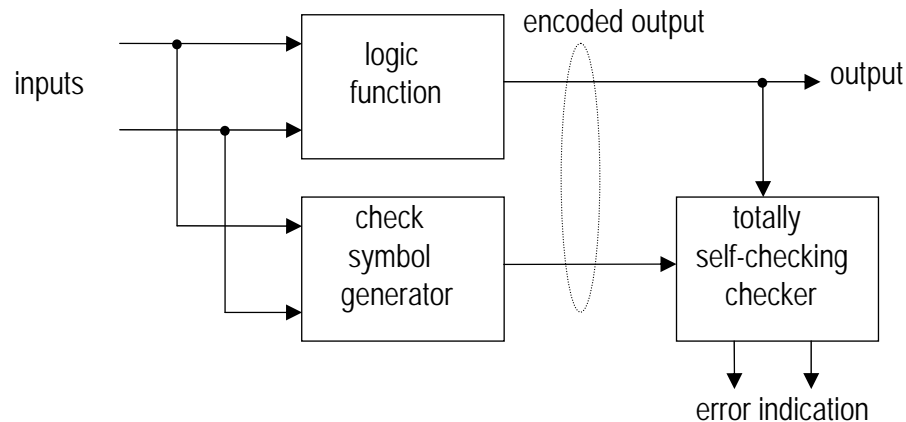 encoded output
inputs
logic
function
output
check
symbol
generator
totally
self-checking
checker
error indication